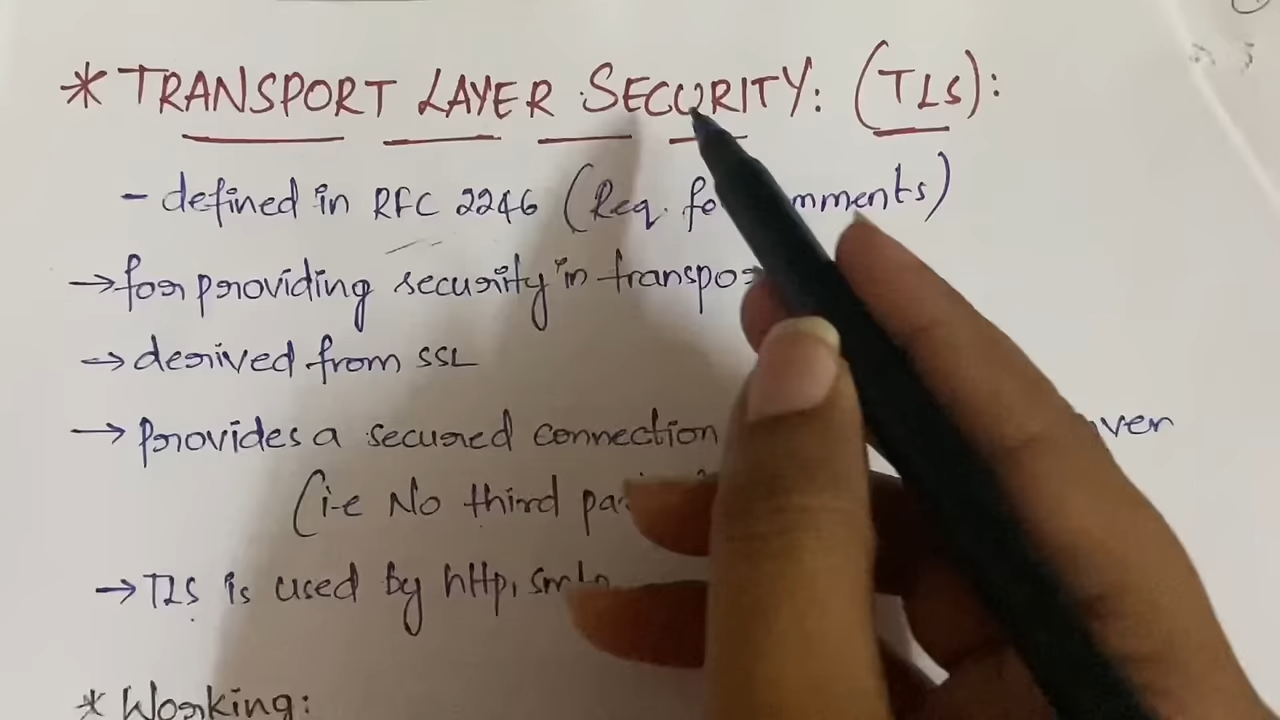 * TRANSPORT LAYER SECURITY: (TLS):
- defined in RFC 2246 (Req. fo mments)
→ for providing security in transpo
→ derived from SSL
→ provides a secured connection ver
(i.e No third pa
→ TLS is used by http, smtp
* Working: